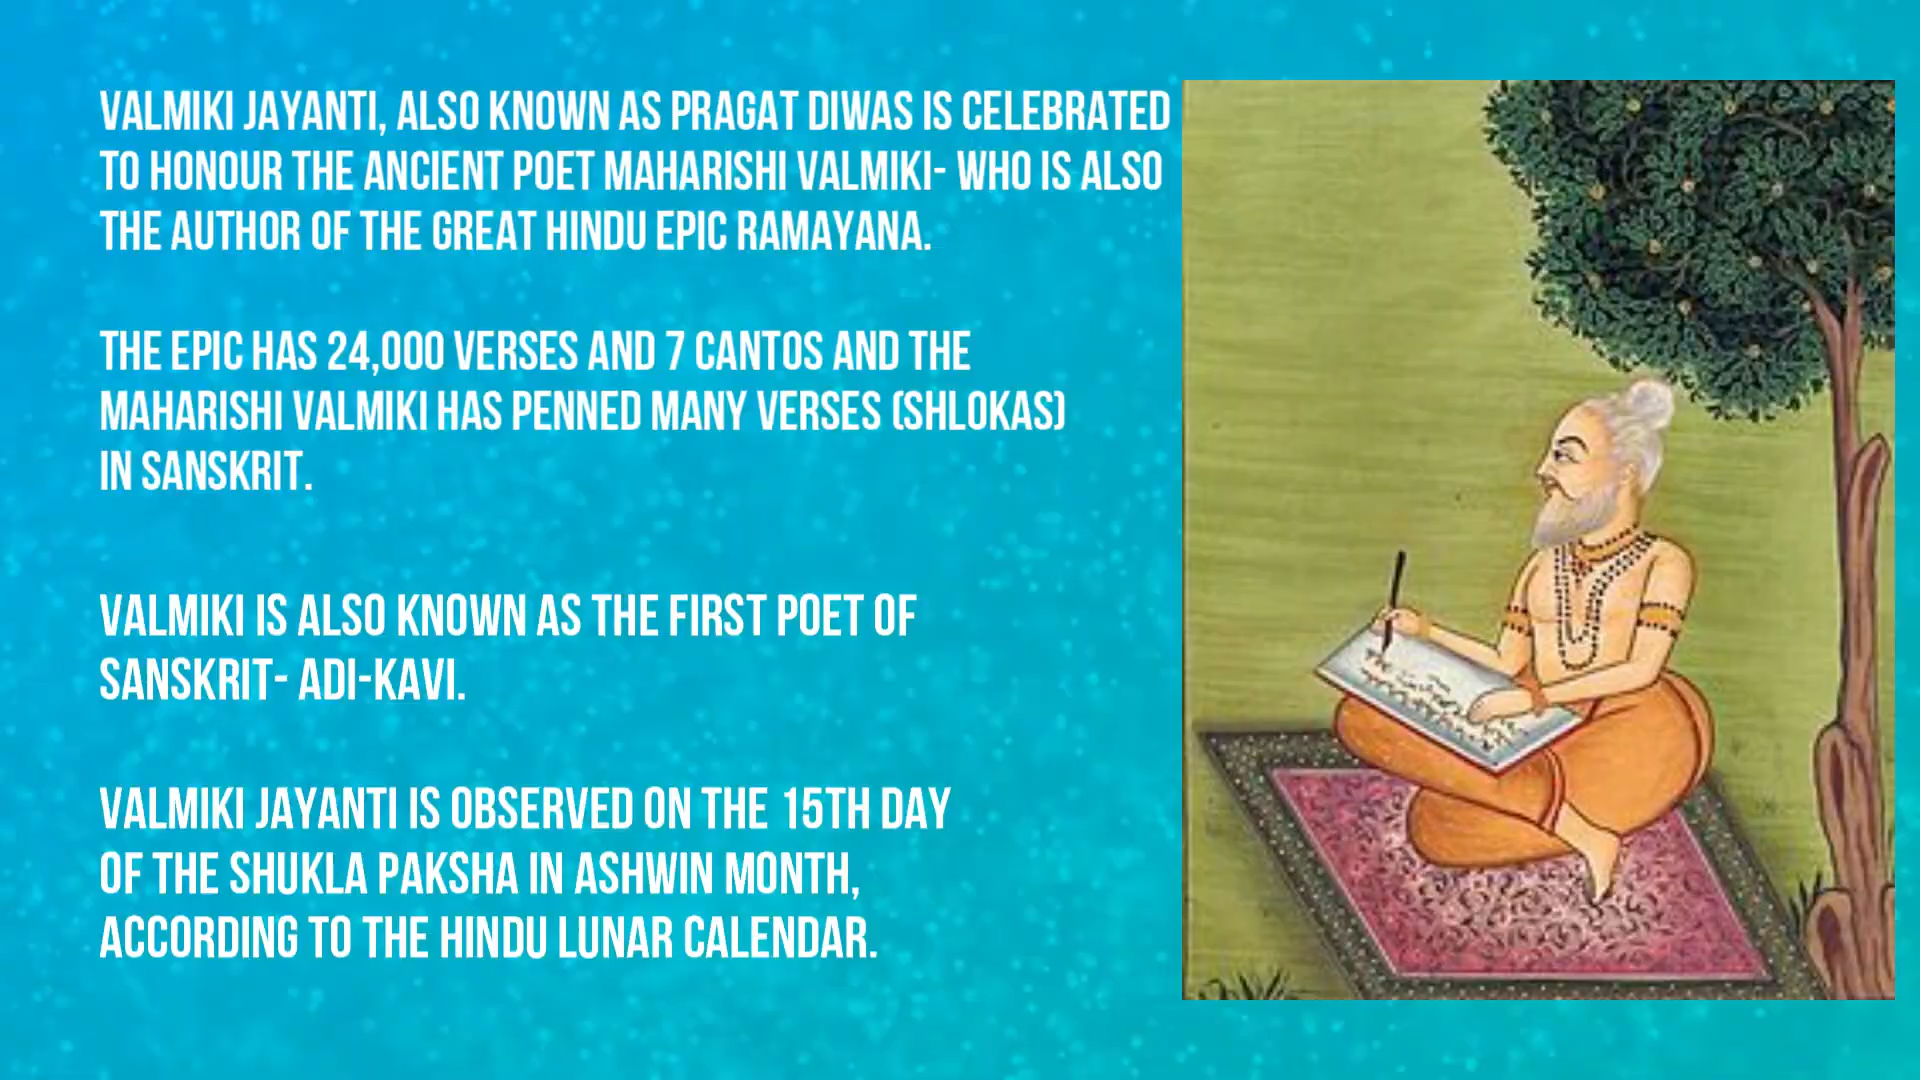 VALMIKI JAYANTI, ALSO KNOWN AS PRAGAT DIWAS IS CELEBRATED
TO HONOUR THE ANCIENT POET MAHARISHI VALMIKI- WHO IS ALSO
THE AUTHOR OF THE GREAT HINDU EPIC RAMAYANA.
THE EPIC HAS 24,000 VERSES AND 7 CANTOS AND THE
MAHARISHI VALMIKI HAS PENNED MANY VERSES (SHLOKAS)
IN SANSKRIT.
VALMIKI IS ALSO KNOWN AS THE FIRST POET OF
SANSKRIT- ADI-KAVI.
VALMIKI JAYANTI IS OBSERVED ON THE 15TH DAY
OF THE SHUKLA PAKSHA IN ASHWIN MONTH,
ACCORDING TO THE HINDU LUNAR CALENDAR.